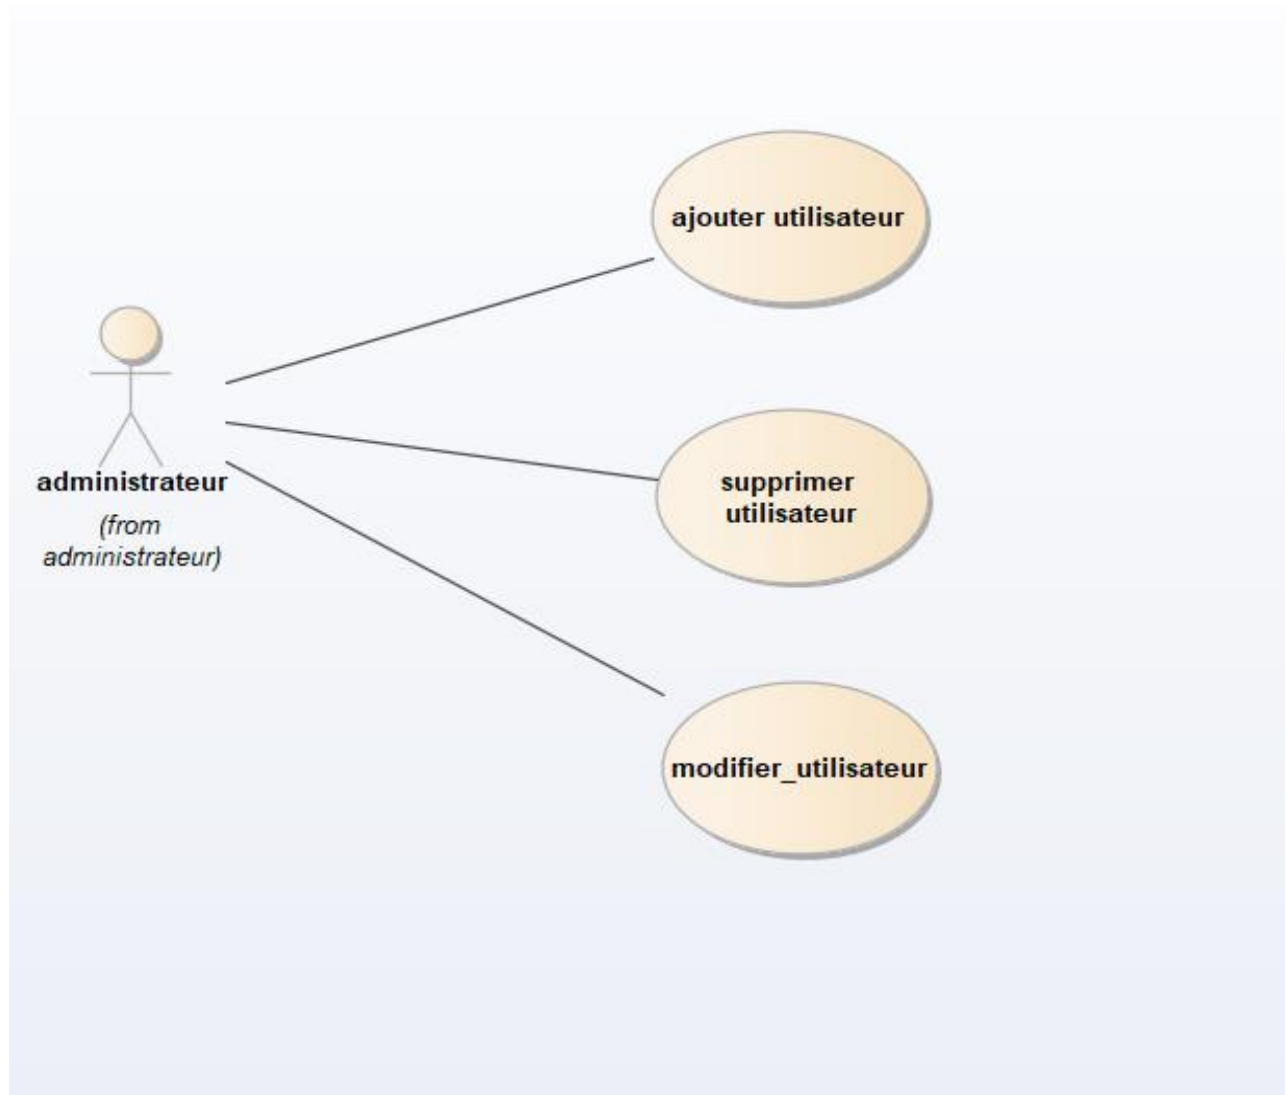 ajouter utilisateur
administrateur
(from
administrateur)
supprimer
utilisateur
modifier_utilisateur